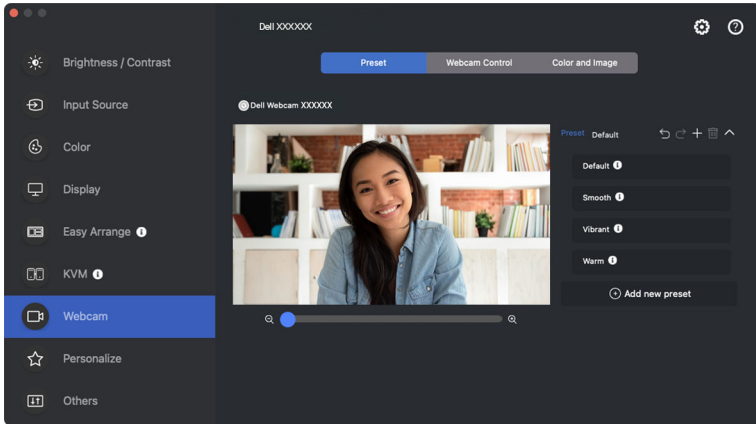 Dell XXXXXX
Brightness / Contrast
Input Source
Color
Display
Easy Arrange
KVM
Webcam
Personalize
Others
Preset Webcam Control Color and Image
Dell Webcam XXXXXX
Preset Default
Default
Smooth
Vibrant
Warm
Add new preset